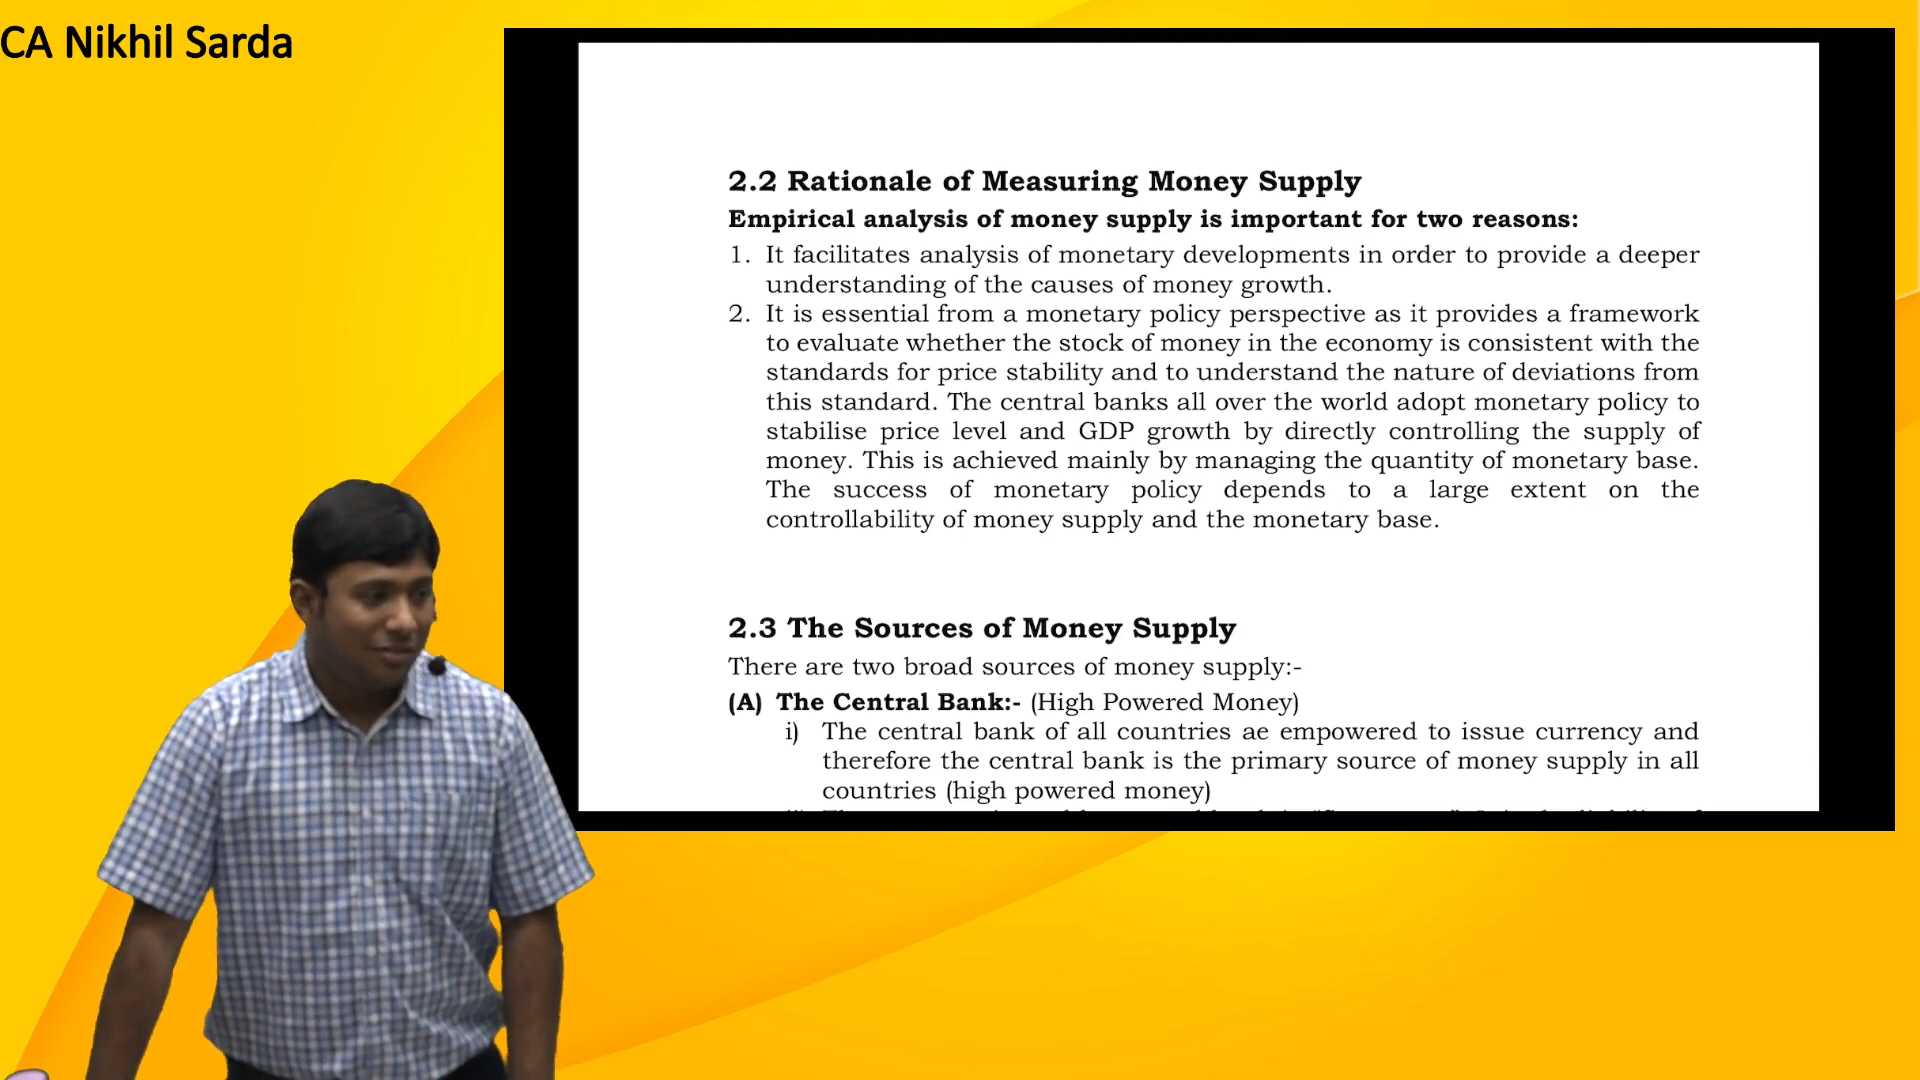 CA Nikhil Sarda
2.2 Rationale of Measuring Money Supply
Empirical analysis of money supply is important for two reasons:
1. It facilitates analysis of monetary developments in order to provide a deeper
understanding of the causes of money growth.
2. It is essential from a monetary policy perspective as it provides a framework
to evaluate whether the stock of money in the economy is consistent with the
standards for price stability and to understand the nature of deviations from
this standard. The central banks all over the world adopt monetary policy to
stabilise price level and GDP growth by directly controlling the supply of
money. This is achieved mainly by managing the quantity of monetary base.
The success of monetary policy depends to a large extent on the
controllability of money supply and the monetary base.
2.3 The Sources of Money Supply
There are two broad sources of money supply:-
(A) The Central Bank:- (High Powered Money)
i) The central bank of all countries ae empowered to issue currency and
therefore the central bank is the primary source of money supply in all
countries (high powered money)